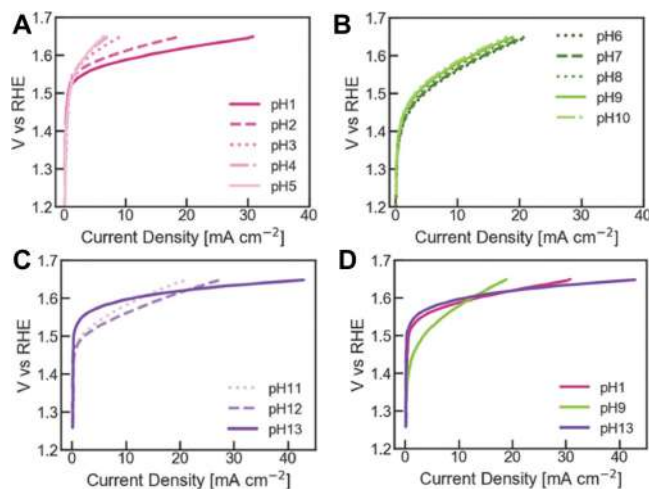 A
1.7
1.6
1.5
1.4
1.3
1.2
V vs RHE
0 10 20 30 40
Current Density [mA cm⁻²]
pH1
pH2
pH3
pH4
pH5
B
1.7
1.6
1.5
1.4
1.3
1.2
V vs RHE
0 10 20 30 40
Current Density [mA cm⁻²]
pH6
pH7
pH8
pH9
pH10
C
1.7
1.6
1.5
1.4
1.3
1.2
V vs RHE
0 10 20 30 40
Current Density [mA cm⁻²]
pH11
pH12
pH13
D
1.7
1.6
1.5
1.4
1.3
1.2
V vs RHE
0 10 20 30 40
Current Density [mA cm⁻²]
pH1
pH9
pH13